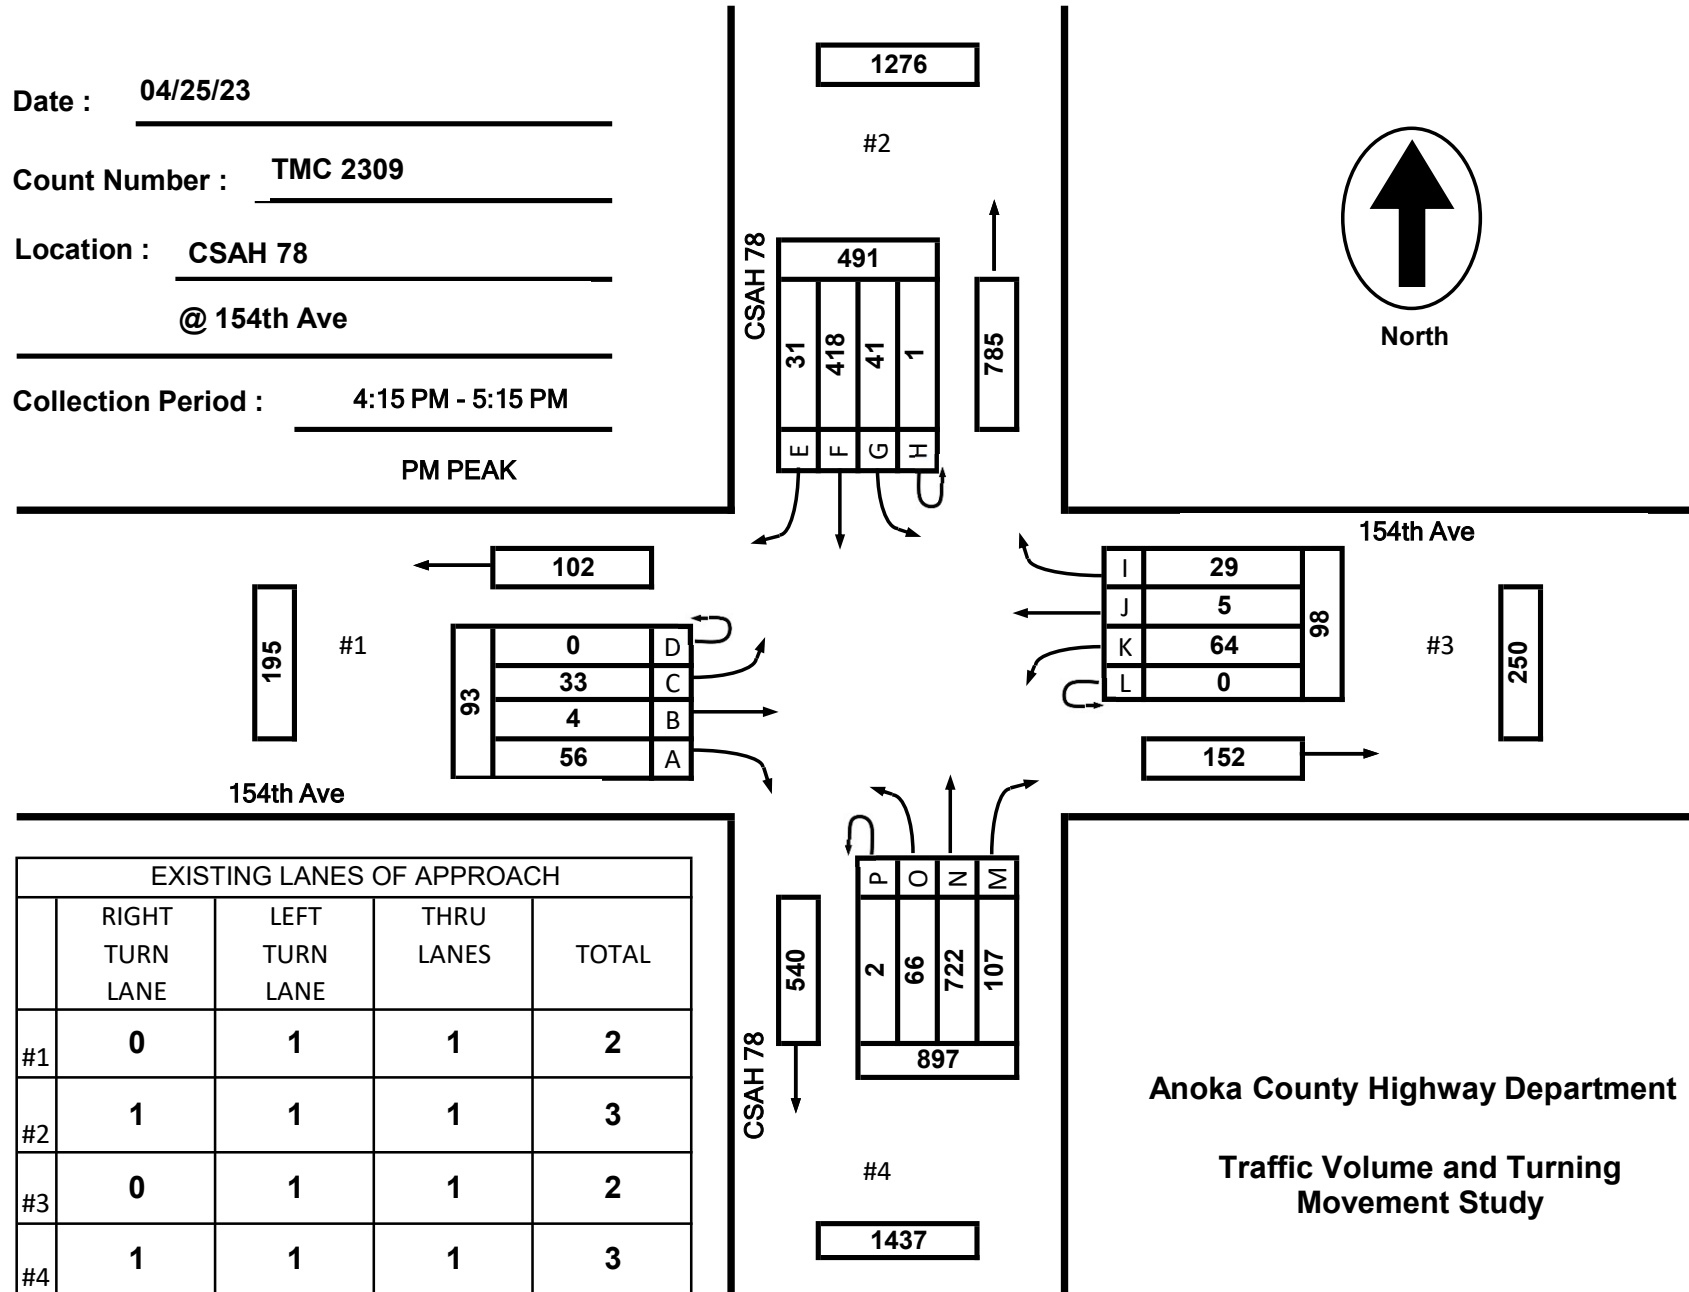 Date : 04/25/23
Count Number : TMC 2309
Location : CSAH 78
@ 154th Ave
Collection Period : 4:15 PM - 5:15 PM
PM PEAK
1276
#2
CSAH 78
491
31 418 41 1
E F G H
785
North
154th Ave
102
195
#1
93
0 D
33 C
4 B
56 A
154th Ave
I 29
J 5
K 64
L 0
98
#3
250
152
P O N M
2 66 722 107
897
540
CSAH 78
#4
1437
EXISTING LANES OF APPROACH
RIGHT LEFT THRU
TURN TURN LANES TOTAL
LANE LANE
#1 0 1 1 2
#2 1 1 1 3
#3 0 1 1 2
#4 1 1 1 3
Anoka County Highway Department
Traffic Volume and Turning
Movement Study